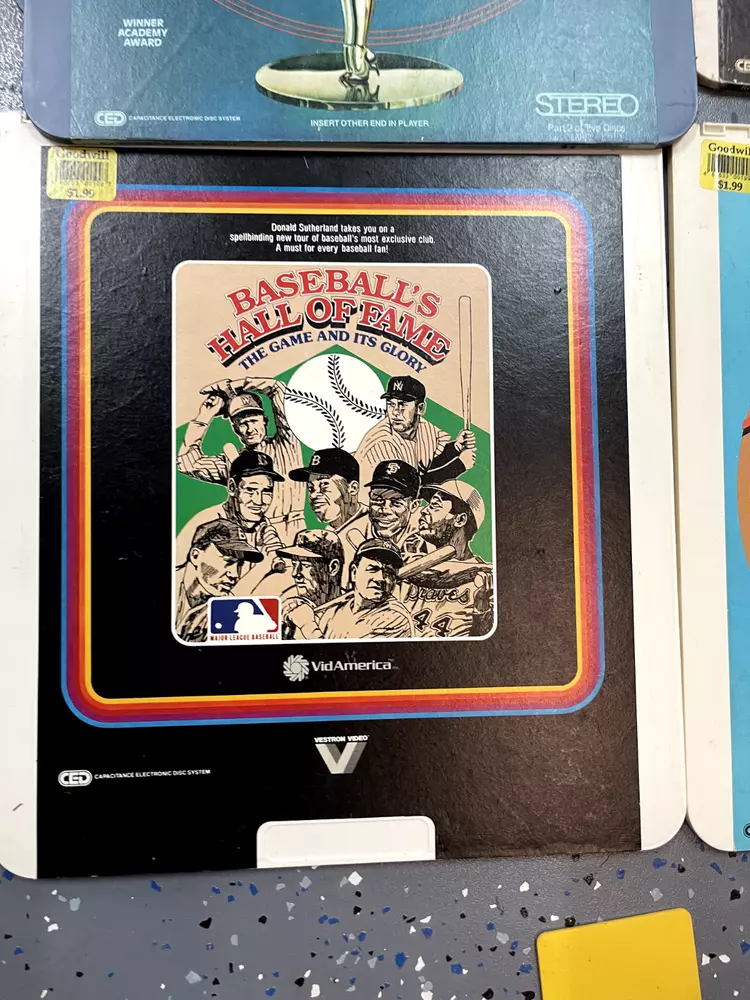 WINNER
ACADEMY
AWARD
CED CAPACITANCE ELECTRONIC DISC SYSTEM
INSERT OTHER END IN PLAYER
STEREO
Part 2 of Two Discs
Goodwill
$1.99
Goodwill
$1.99
Donald Sutherland takes you on a
spellbinding new tour of baseball's most exclusive club.
A must for every baseball fan!
BASEBALL'S
HALL OF FAME
THE GAME AND ITS GLORY
NY
B
SF
Braves
44
MAJOR LEAGUE BASEBALL
VidAmerica
VESTRON VIDEO
V
CED CAPACITANCE ELECTRONIC DISC SYSTEM